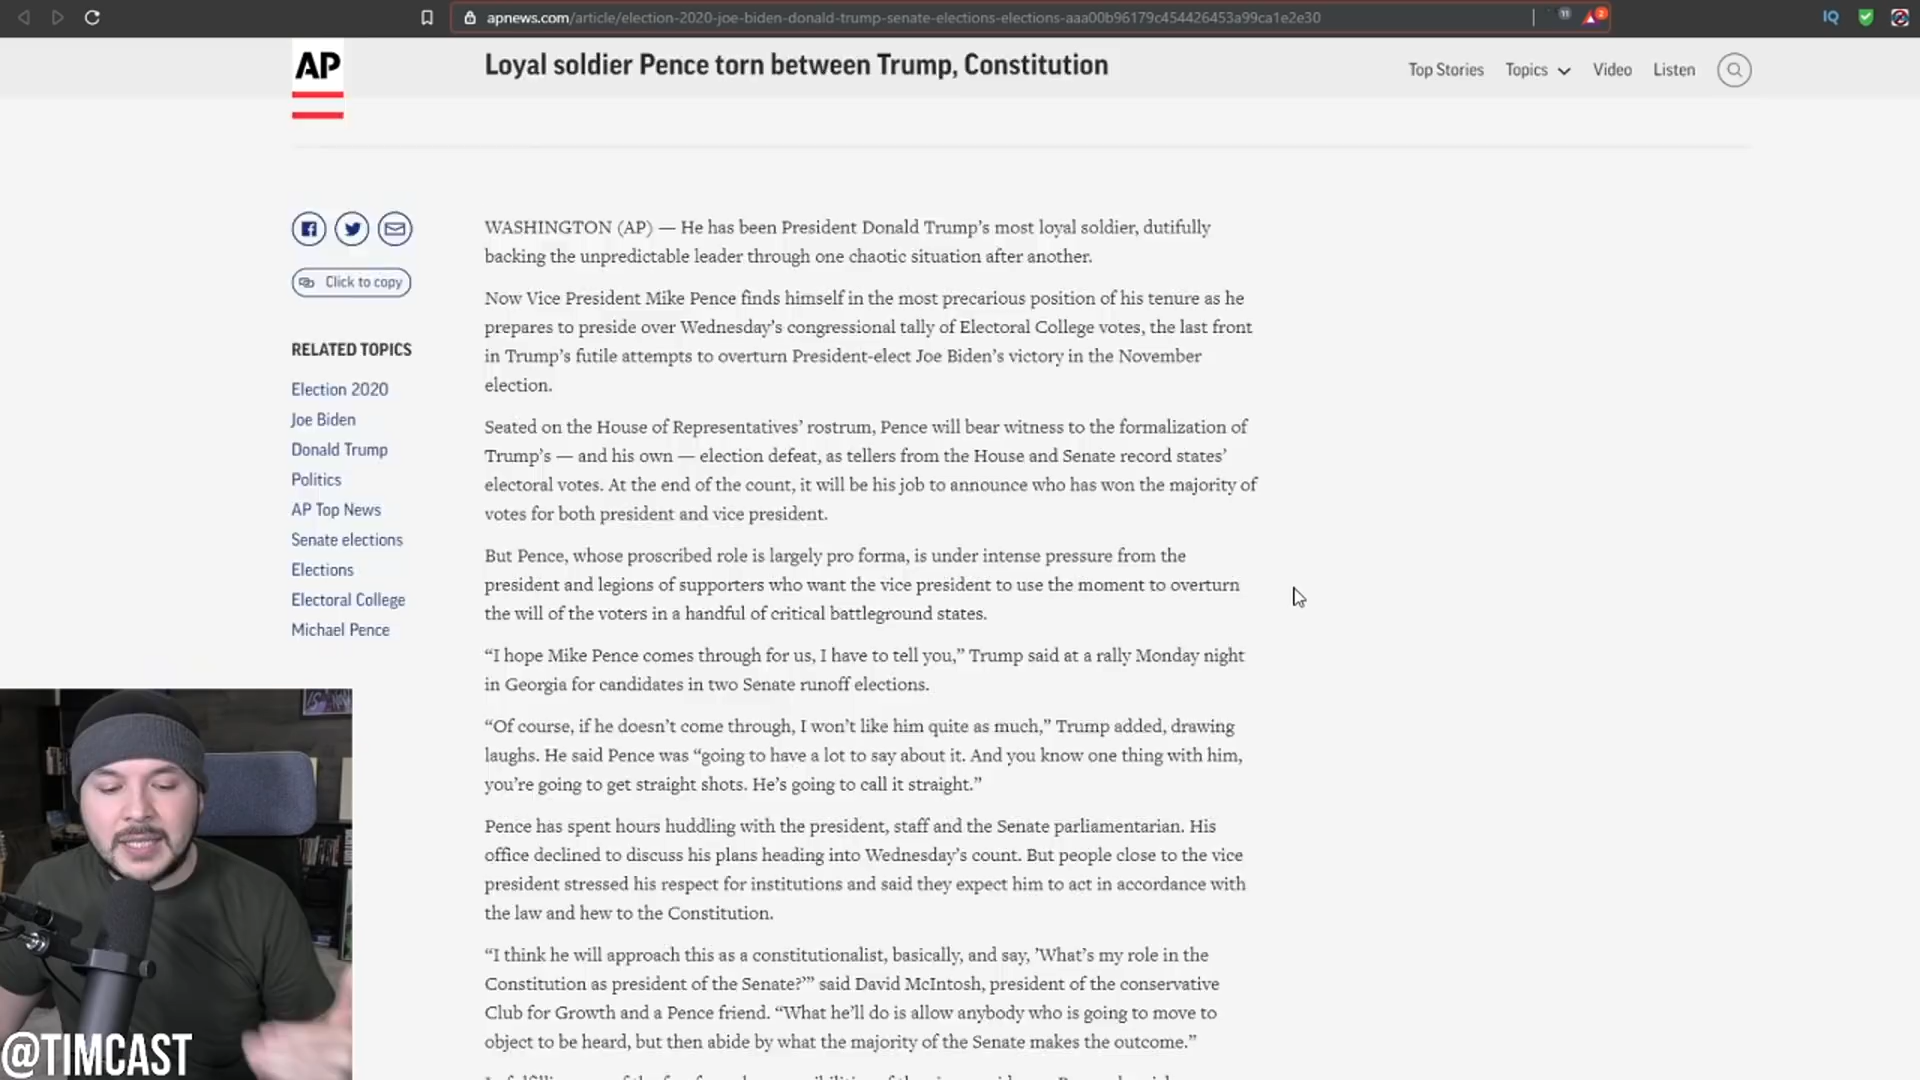 apnews.com/article/election-2020-joe-biden-donald-trump-senate-elections-elections-aaa00b96179c454426453a99ca1e2e30
11
2
IQ
AP
Loyal soldier Pence torn between Trump, Constitution
Top Stories
Topics
Video
Listen
Click to copy
RELATED TOPICS
Election 2020
Joe Biden
Donald Trump
Politics
AP Top News
Senate elections
Elections
Electoral College
Michael Pence
WASHINGTON (AP) — He has been President Donald Trump’s most loyal soldier, dutifully
backing the unpredictable leader through one chaotic situation after another.
Now Vice President Mike Pence finds himself in the most precarious position of his tenure as he
prepares to preside over Wednesday’s congressional tally of Electoral College votes, the last front
in Trump’s futile attempts to overturn President-elect Joe Biden’s victory in the November
election.
Seated on the House of Representatives’ rostrum, Pence will bear witness to the formalization of
Trump’s — and his own — election defeat, as tellers from the House and Senate record states’
electoral votes. At the end of the count, it will be his job to announce who has won the majority of
votes for both president and vice president.
But Pence, whose proscribed role is largely pro forma, is under intense pressure from the
president and legions of supporters who want the vice president to use the moment to overturn
the will of the voters in a handful of critical battleground states.
“I hope Mike Pence comes through for us, I have to tell you,” Trump said at a rally Monday night
in Georgia for candidates in two Senate runoff elections.
“Of course, if he doesn’t come through, I won’t like him quite as much,” Trump added, drawing
laughs. He said Pence was “going to have a lot to say about it. And you know one thing with him,
you’re going to get straight shots. He’s going to call it straight.”
Pence has spent hours huddling with the president, staff and the Senate parliamentarian. His
office declined to discuss his plans heading into Wednesday’s count. But people close to the vice
president stressed his respect for institutions and said they expect him to act in accordance with
the law and hew to the Constitution.
“I think he will approach this as a constitutionalist, basically, and say, ’What’s my role in the
Constitution as president of the Senate?’” said David McIntosh, president of the conservative
Club for Growth and a Pence friend. “What he’ll do is allow anybody who is going to move to
object to be heard, but then abide by what the majority of the Senate makes the outcome.”
@TIMCAST